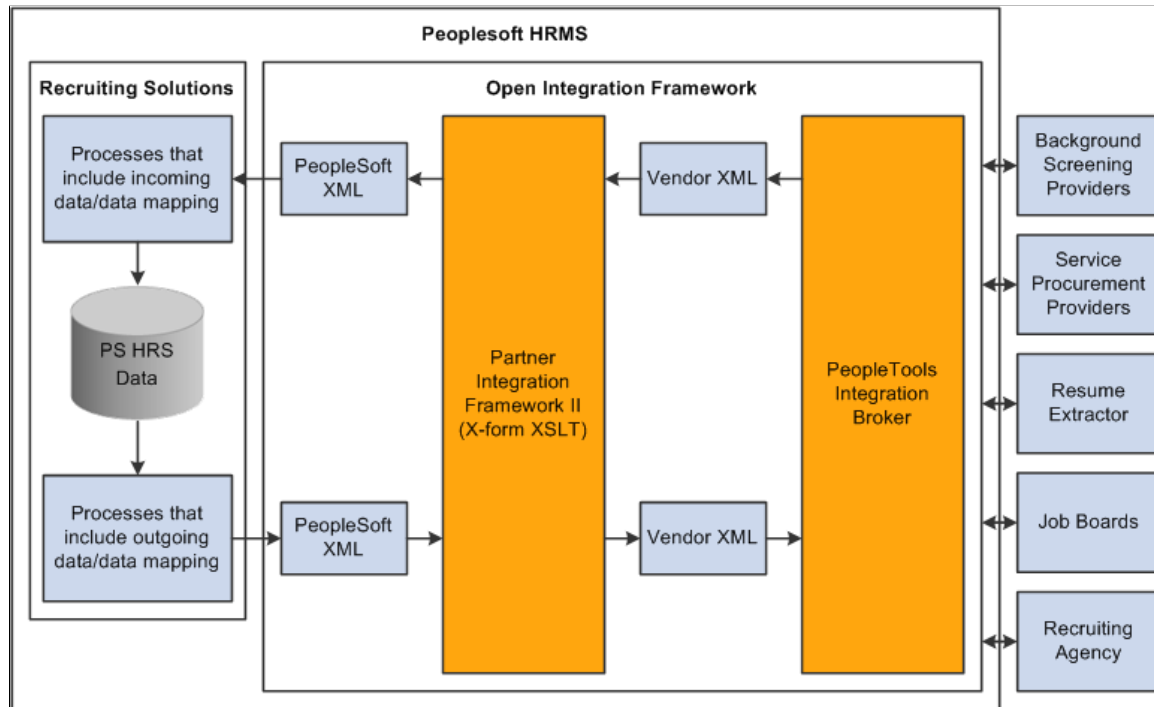 Peoplesoft HRMS
Recruiting Solutions
Open Integration Framework
Processes that
include incoming
data/data mapping
PeopleSoft
XML
Vendor XML
PS HRS
Data
Partner
Integration
Framework II
(X-form XSLT)
PeopleTools
Integration
Broker
Processes that
include outgoing
data/data mapping
PeopleSoft
XML
Vendor XML
Background
Screening
Providers
Service
Procurement
Providers
Resume
Extractor
Job Boards
Recruiting
Agency